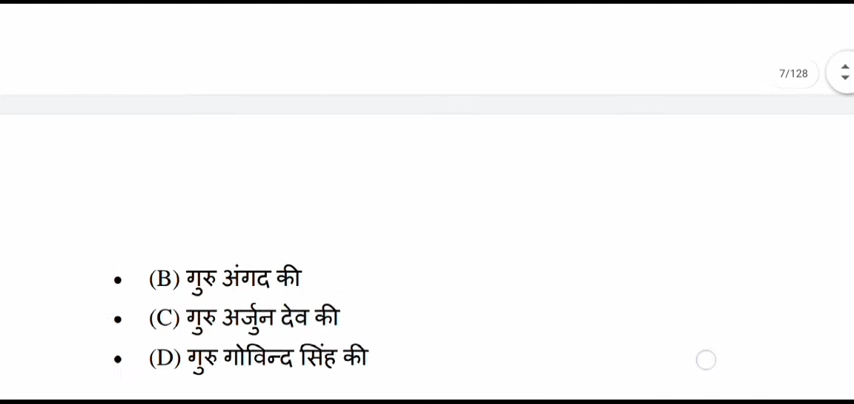 7/128
• (B) गुरु अंगद की
• (C) गुरु अर्जुन देव की
• (D) गुरु गोविन्द सिंह की